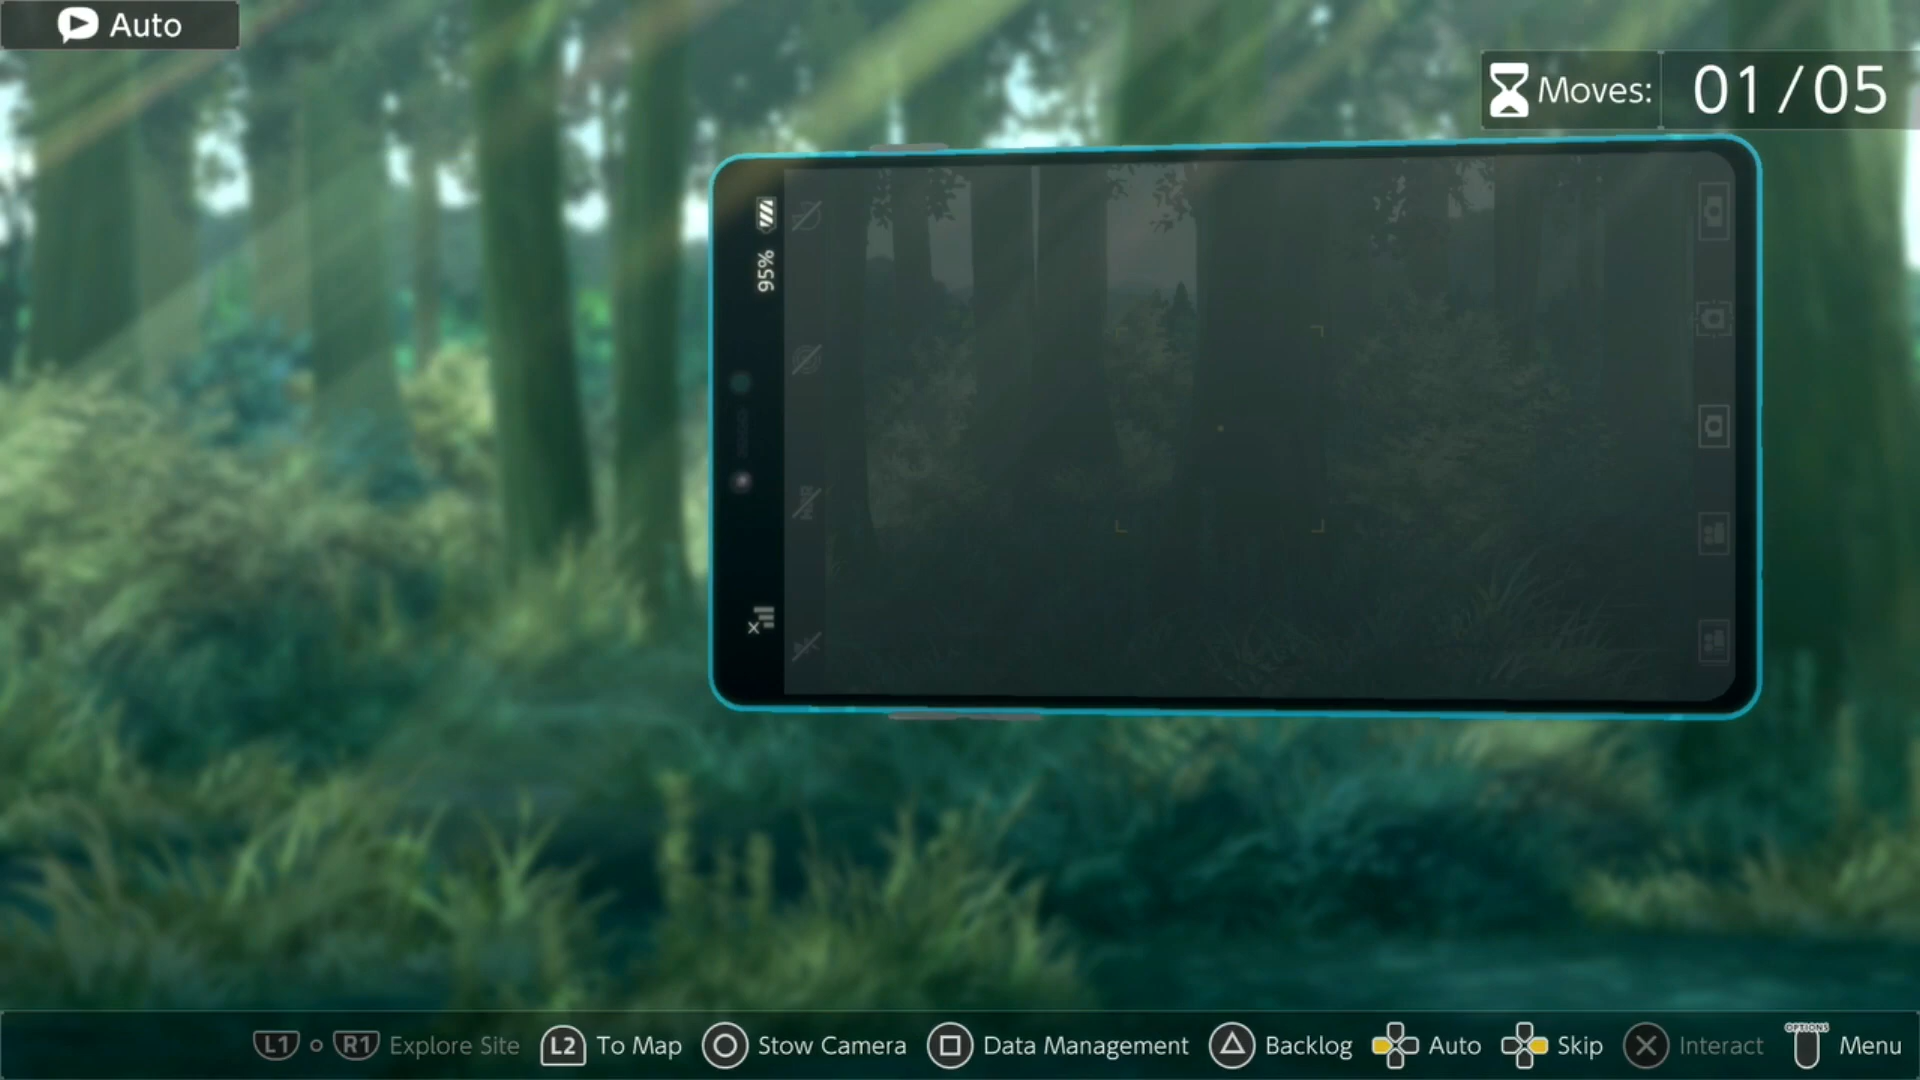 Auto
Moves: 01/05
95%
L1 o R1 Explore Site L2 To Map Stow Camera Data Management Backlog Auto Skip Interact OPTIONS Menu